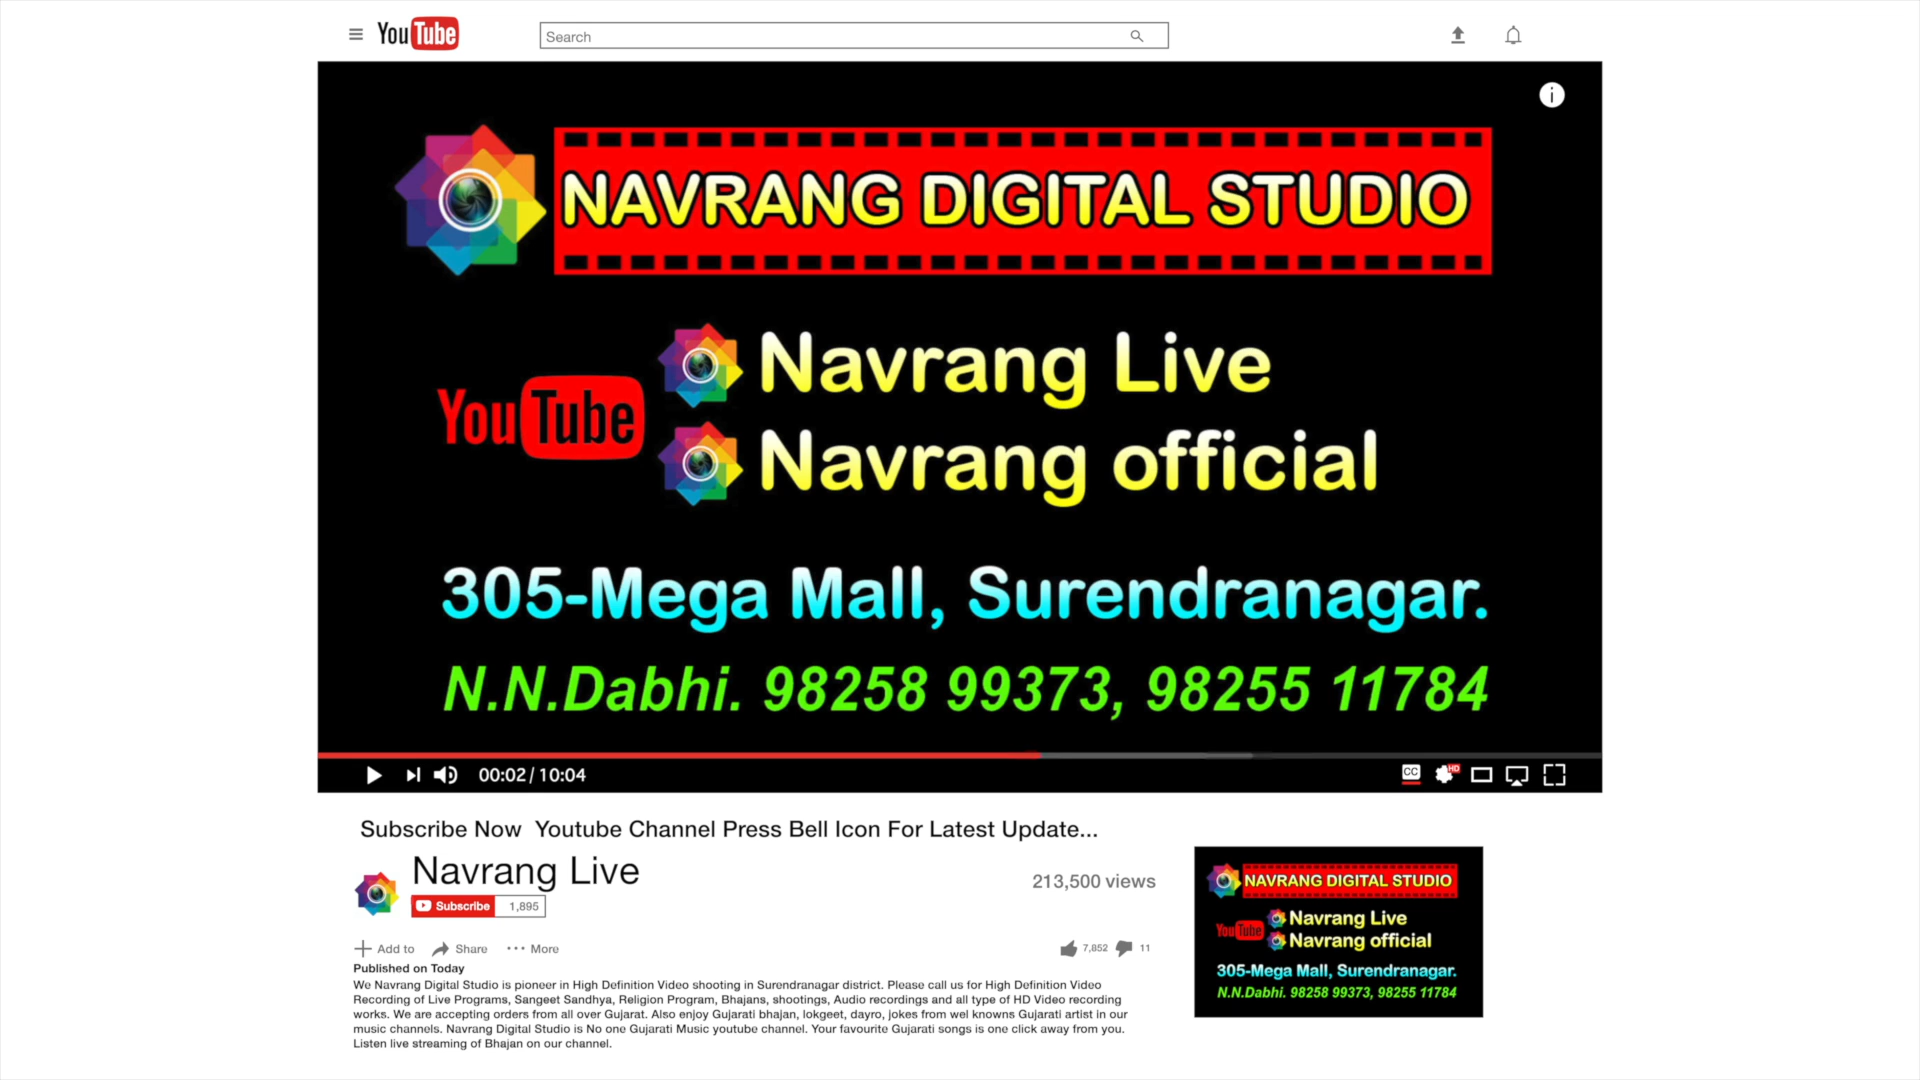 YouTube
Search
NAVRANG DIGITAL STUDIO
YouTube
Navrang Live
Navrang official
305-Mega Mall, Surendranagar.
N.N.Dabhi. 98258 99373, 98255 11784
00:02 / 10:04
CC
HD
Subscribe Now Youtube Channel Press Bell Icon For Latest Update...
Navrang Live
Subscribe 1,895
213,500 views
Add to Share More
7,852 11
Published on Today
We Navrang Digital Studio is pioneer in High Definition Video shooting in Surendranagar district. Please call us for High Definition Video
Recording of Live Programs, Sangeet Sandhya, Religion Program, Bhajans, shootings, Audio recordings and all type of HD Video recording
works. We are accepting orders from all over Gujarat. Also enjoy Gujarati bhajan, lokgeet, dayro, jokes from wel knowns Gujarati artist in our
music channels. Navrang Digital Studio is No one Gujarati Music youtube channel. Your favourite Gujarati songs is one click away from you.
Listen live streaming of Bhajan on our channel.
NAVRANG DIGITAL STUDIO
YouTube
Navrang Live
Navrang official
305-Mega Mall, Surendranagar.
N.N.Dabhi. 98258 99373, 98255 11784